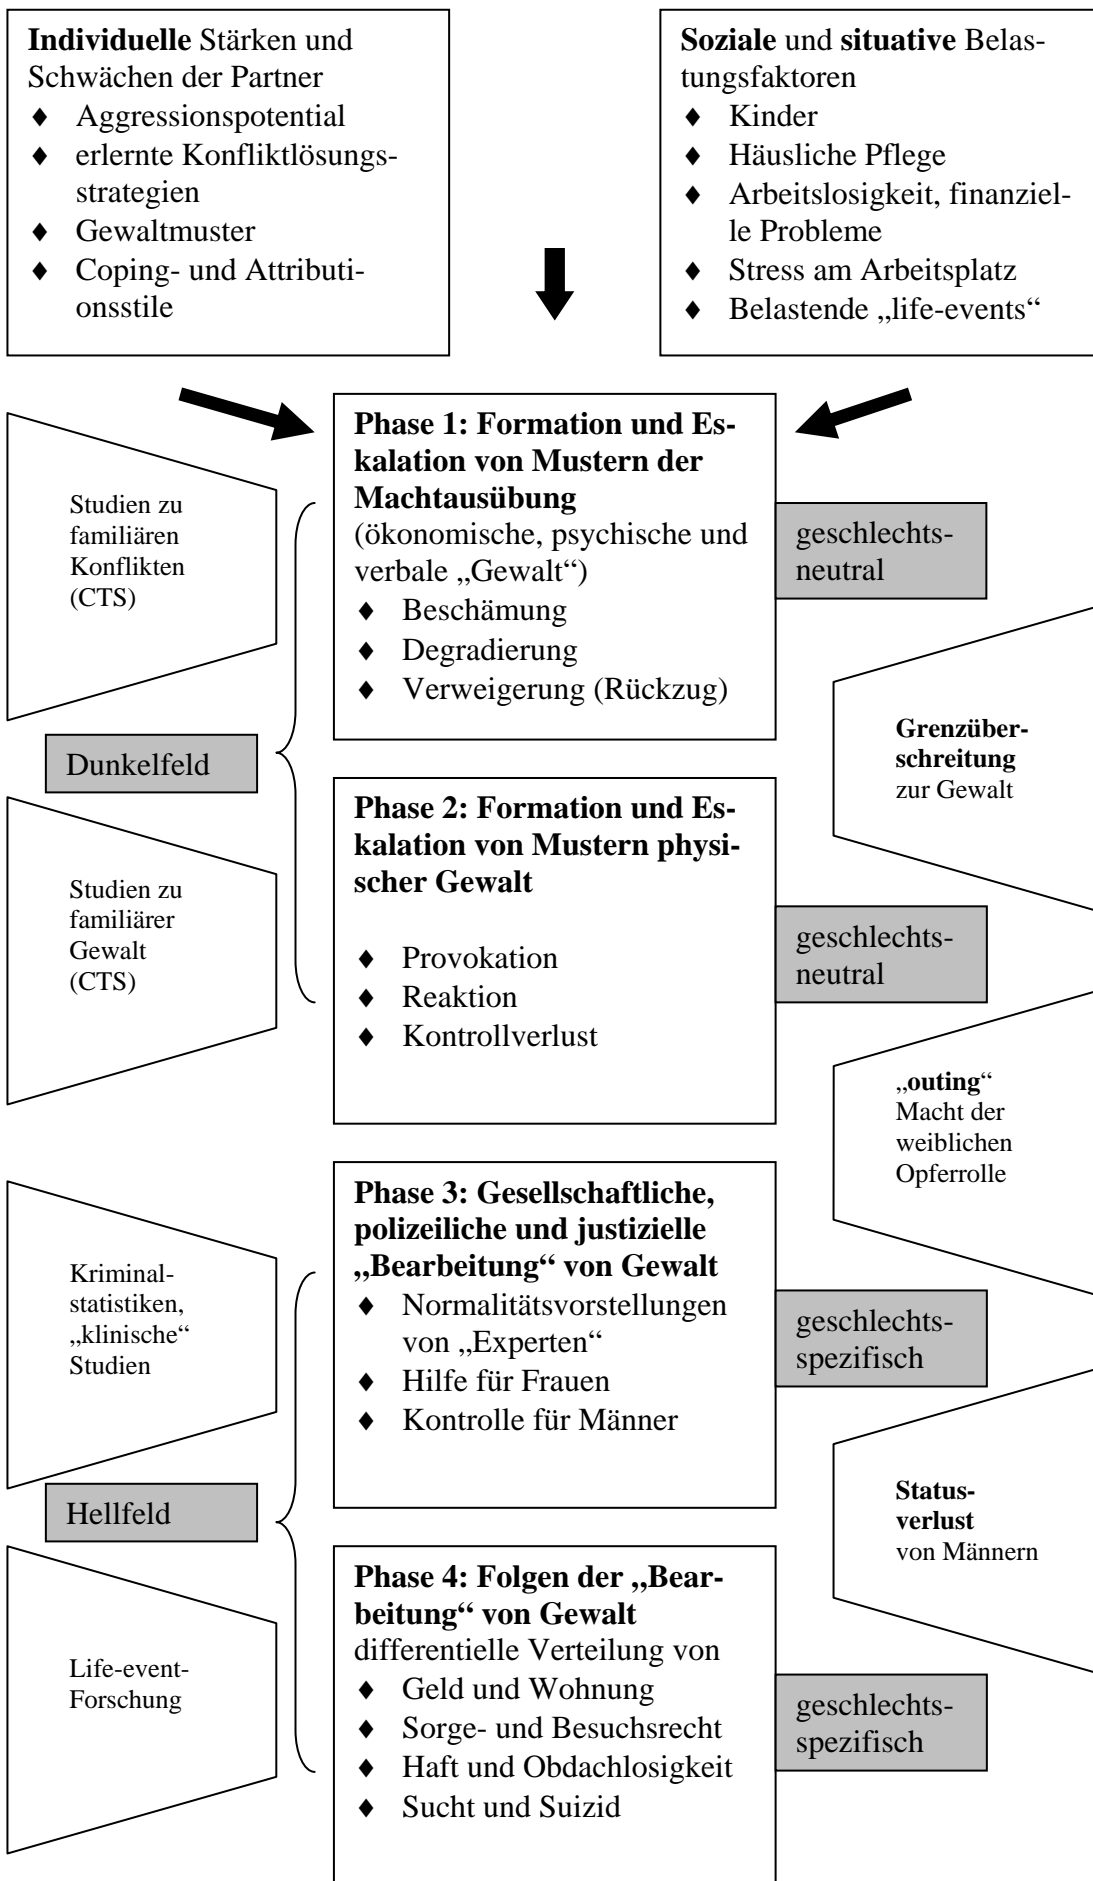 Individuelle Stärken und
Schwächen der Partner
♦ Aggressionspotential
♦ erlernte Konfliktlösungs-
strategien
♦ Gewaltmuster
♦ Coping- und Attributi-
onsstile
Soziale und situative Belas-
tungsfaktoren
♦ Kinder
♦ Häusliche Pflege
♦ Arbeitslosigkeit, finanziel-
le Probleme
♦ Stress am Arbeitsplatz
♦ Belastende „life-events“
Studien zu
familiären
Konflikten
(CTS)
Phase 1: Formation und Es-
kalation von Mustern der
Machtausübung
(ökonomische, psychische und
verbale „Gewalt“)
♦ Beschämung
♦ Degradierung
♦ Verweigerung (Rückzug)
geschlechts-
neutral
Grenzüber-
schreitung
zur Gewalt
Dunkelfeld
Studien zu
familiärer
Gewalt
(CTS)
Phase 2: Formation und Es-
kalation von Mustern physi-
scher Gewalt
♦ Provokation
♦ Reaktion
♦ Kontrollverlust
geschlechts-
neutral
„outing“
Macht der
weiblichen
Opferrolle
Kriminal-
statistiken,
„klinische“
Studien
Phase 3: Gesellschaftliche,
polizeiliche und justizielle
„Bearbeitung“ von Gewalt
♦ Normalitätsvorstellungen
von „Experten“
♦ Hilfe für Frauen
♦ Kontrolle für Männer
geschlechts-
spezifisch
Status-
verlust
von Männern
Hellfeld
Life-event-
Forschung
Phase 4: Folgen der „Bear-
beitung“ von Gewalt
differentielle Verteilung von
♦ Geld und Wohnung
♦ Sorge- und Besuchsrecht
♦ Haft und Obdachlosigkeit
♦ Sucht und Suizid
geschlechts-
spezifisch